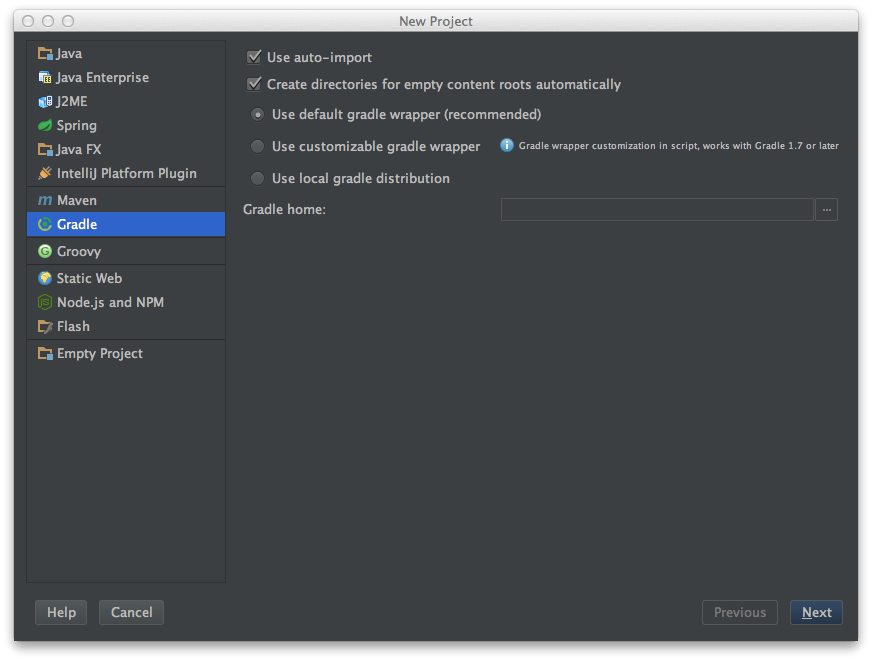 New Project
Java
Java Enterprise
J2ME
Spring
Java FX
IntelliJ Platform Plugin
Maven
Gradle
Groovy
Static Web
Node.js and NPM
Flash
Empty Project
Use auto-import
Create directories for empty content roots automatically
Use default gradle wrapper (recommended)
Use customizable gradle wrapper
Gradle wrapper customization in script, works with Gradle 1.7 or later
Use local gradle distribution
Gradle home:
...
Help
Cancel
Previous
Next